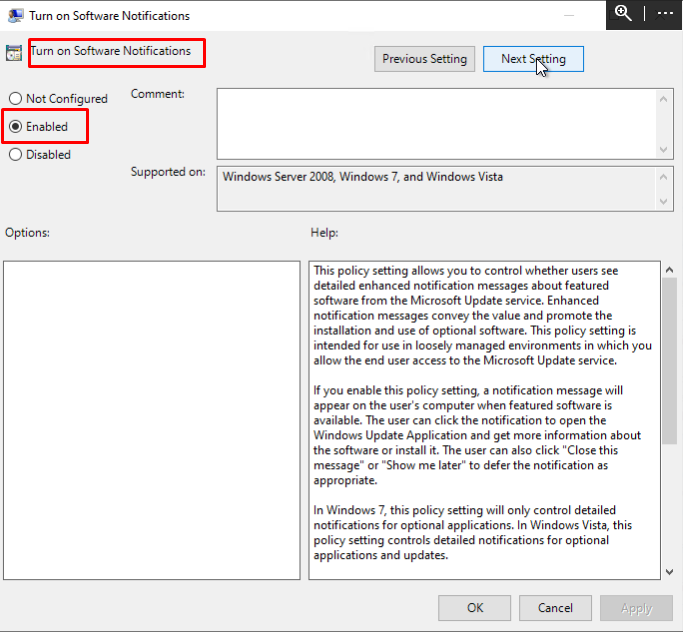 Turn on Software Notifications
Turn on Software Notifications
Previous Setting
Next Setting
Not Configured
Comment:
Enabled
Disabled
Supported on:
Windows Server 2008, Windows 7, and Windows Vista
Options:
Help:
This policy setting allows you to control whether users see
detailed enhanced notification messages about featured
software from the Microsoft Update service. Enhanced
notification messages convey the value and promote the
installation and use of optional software. This policy setting is
intended for use in loosely managed environments in which you
allow the end user access to the Microsoft Update service.
If you enable this policy setting, a notification message will
appear on the user's computer when featured software is
available. The user can click the notification to open the
Windows Update Application and get more information about
the software or install it. The user can also click "Close this
message" or "Show me later" to defer the notification as
appropriate.
In Windows 7, this policy setting will only control detailed
notifications for optional applications. In Windows Vista, this
policy setting controls detailed notifications for optional
applications and updates.
OK
Cancel
Apply